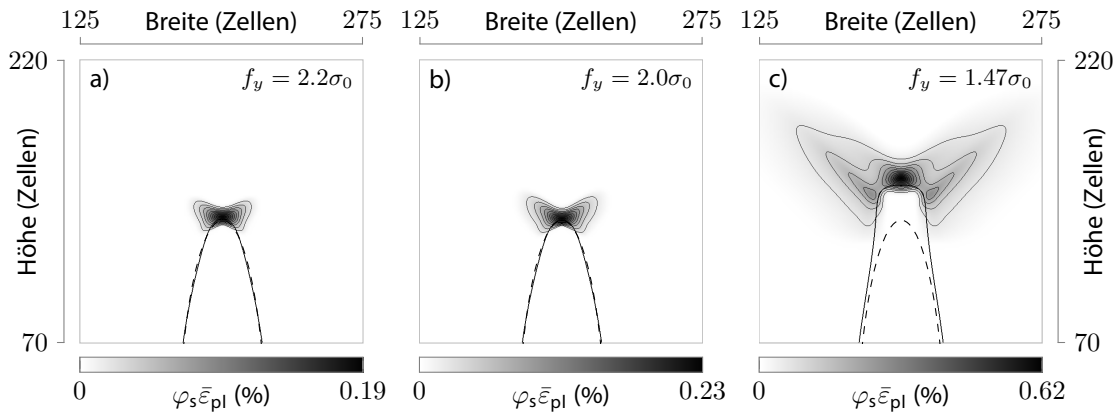 125 Breite (Zellen) 275 125 Breite (Zellen) 275 125 Breite (Zellen) 275
220 a) f_y = 2.2σ_0 b) f_y = 2.0σ_0 c) f_y = 1.47σ_0 220
Höhe (Zellen) Höhe (Zellen)
70 70
0 φ_s ε̄_pl (%) 0.19 0 φ_s ε̄_pl (%) 0.23 0 φ_s ε̄_pl (%) 0.62